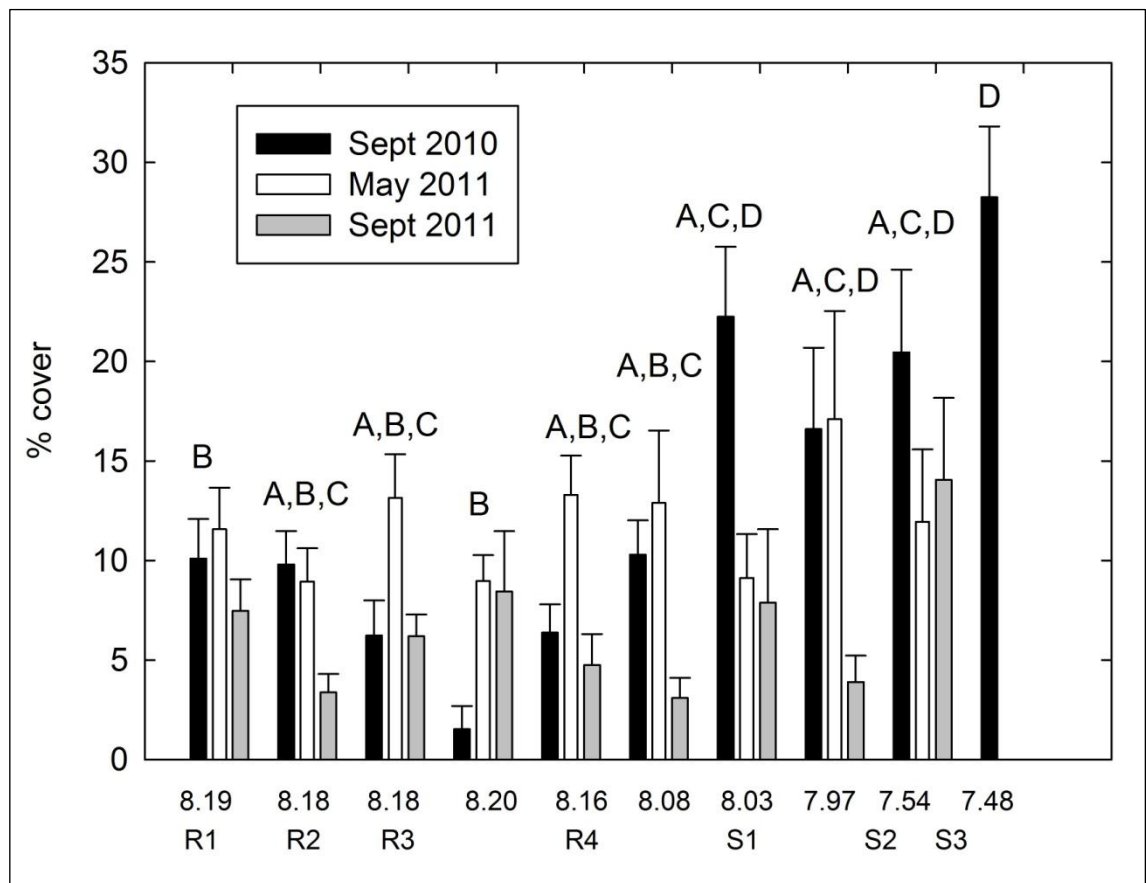 35
30
25
20
15
10
5
0
% cover
Sept 2010
May 2011
Sept 2011
B
A,B,C
A,B,C
B
A,B,C
A,B,C
A,C,D
A,C,D
A,C,D
D
8.19 8.18 8.18 8.20 8.16 8.08 8.03 7.97 7.54 7.48
R1 R2 R3 R4 S1 S2 S3